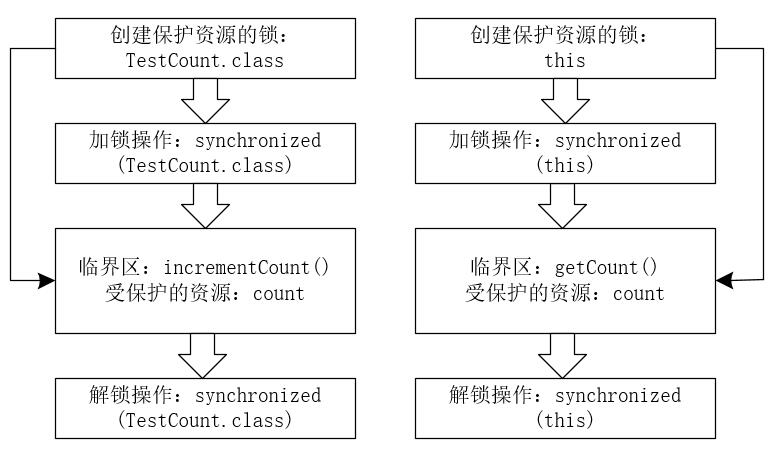 创建保护资源的锁：
TestCount.class
加锁操作：synchronized
(TestCount.class)
临界区：incrementCount()
受保护的资源：count
解锁操作：synchronized
(TestCount.class)
创建保护资源的锁：
this
加锁操作：synchronized
(this)
临界区：getCount()
受保护的资源：count
解锁操作：synchronized
(this)